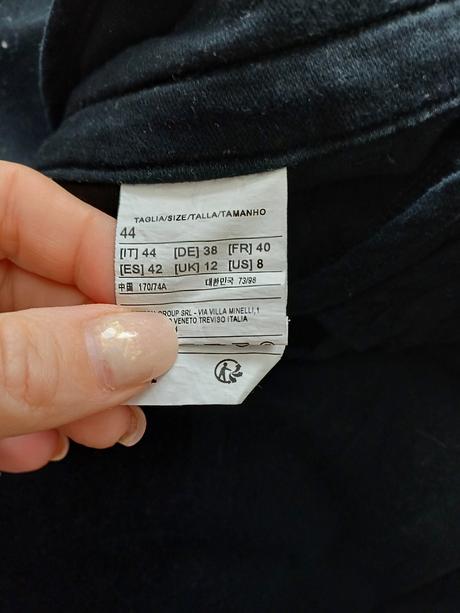 TAGLIA/SIZE/TALLA/TAMANHO
44
[IT] 44 [DE] 38 [FR] 40
[ES] 42 [UK] 12 [US] 8
中国 170/74A 대한민국 73/98
GROUP SRL - VIA VILLA MINELLI, 1
VENETO TREVISO ITALIA